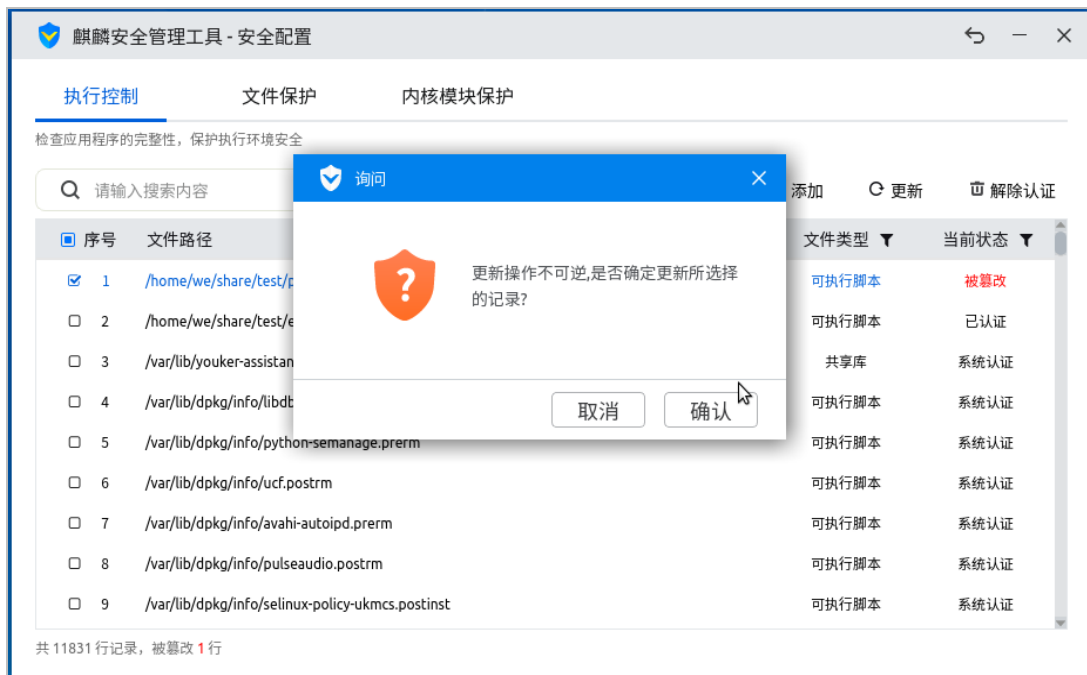 麒麟安全管理工具 - 安全配置
执行控制 文件保护 内核模块保护
检查应用程序的完整性，保护执行环境安全
请输入搜索内容 添加 更新 解除认证
询问
更新操作不可逆,是否确定更新所选择
的记录?
取消 确认
序号 文件路径 文件类型 当前状态
1 /home/we/share/test/ 可执行脚本 被篡改
2 /home/we/share/test/ 可执行脚本 已认证
3 /var/lib/youker-assistan 共享库 系统认证
4 /var/lib/dpkg/info/libdb 可执行脚本 系统认证
5 /var/lib/dpkg/info/python-semanage.prerm 可执行脚本 系统认证
6 /var/lib/dpkg/info/ucf.postrm 可执行脚本 系统认证
7 /var/lib/dpkg/info/avahi-autoipd.prerm 可执行脚本 系统认证
8 /var/lib/dpkg/info/pulseaudio.postrm 可执行脚本 系统认证
9 /var/lib/dpkg/info/selinux-policy-ukmcs.postinst 可执行脚本 系统认证
共 11831 行记录，被篡改 1 行